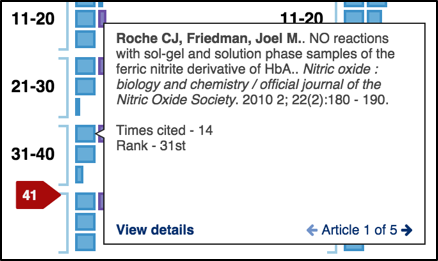 11-20
11-20
Roche CJ, Friedman, Joel M.. NO reactions
with sol-gel and solution phase samples of the
ferric nitrite derivative of HbA.. Nitric oxide :
biology and chemistry / official journal of the
Nitric Oxide Society. 2010 2; 22(2):180 - 190.
21-30
Times cited - 14
Rank - 31st
31-40
41
View details
Article 1 of 5